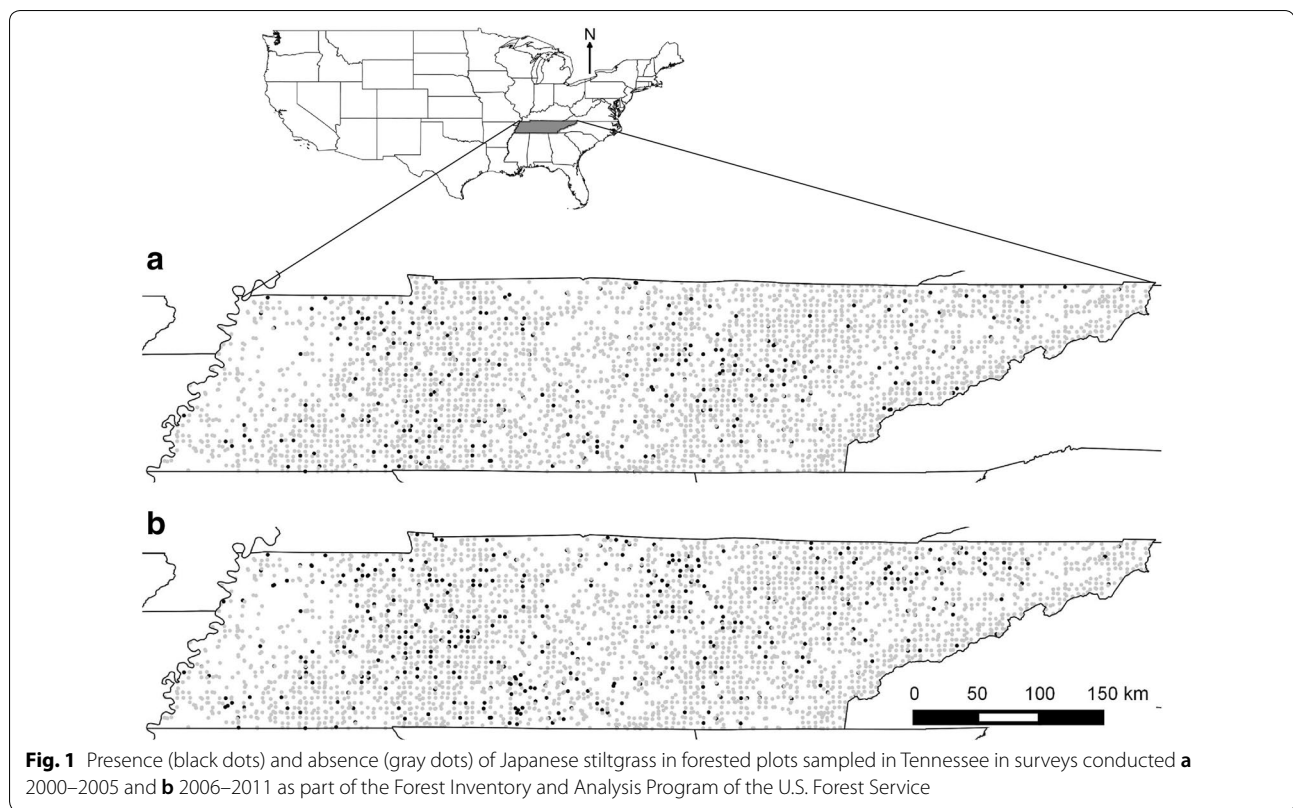 N
a
b
0 50 100 150 km
Fig. 1 Presence (black dots) and absence (gray dots) of Japanese stiltgrass in forested plots sampled in Tennessee in surveys conducted a
2000–2005 and b 2006–2011 as part of the Forest Inventory and Analysis Program of the U.S. Forest Service